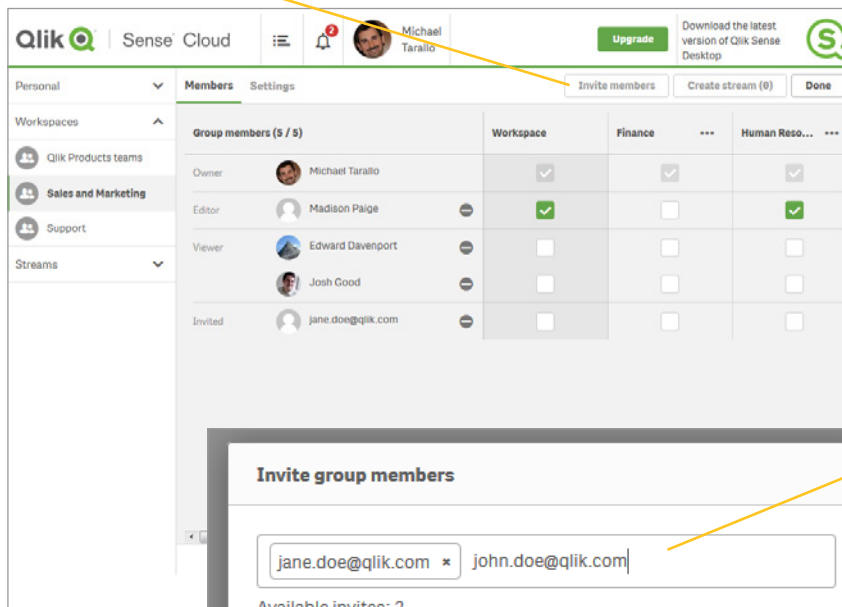 Qlik Q Sense Cloud
2
Michael
Tarallo
Upgrade
Download the latest
version of Qlik Sense
Desktop
S
Personal
Members Settings
Invite members Create stream (0) Done
Workspaces
Group members (5 / 5) Workspace Finance ... Human Reso... ...
Qlik Products teams
Owner Michael Tarallo
Sales and Marketing
Editor Madison Paige
Support
Viewer Edward Davenport
Streams
Josh Good
Invited jane.doe@qlik.com
Invite group members
jane.doe@qlik.com × john.doe@qlik.com
Available invites: 2